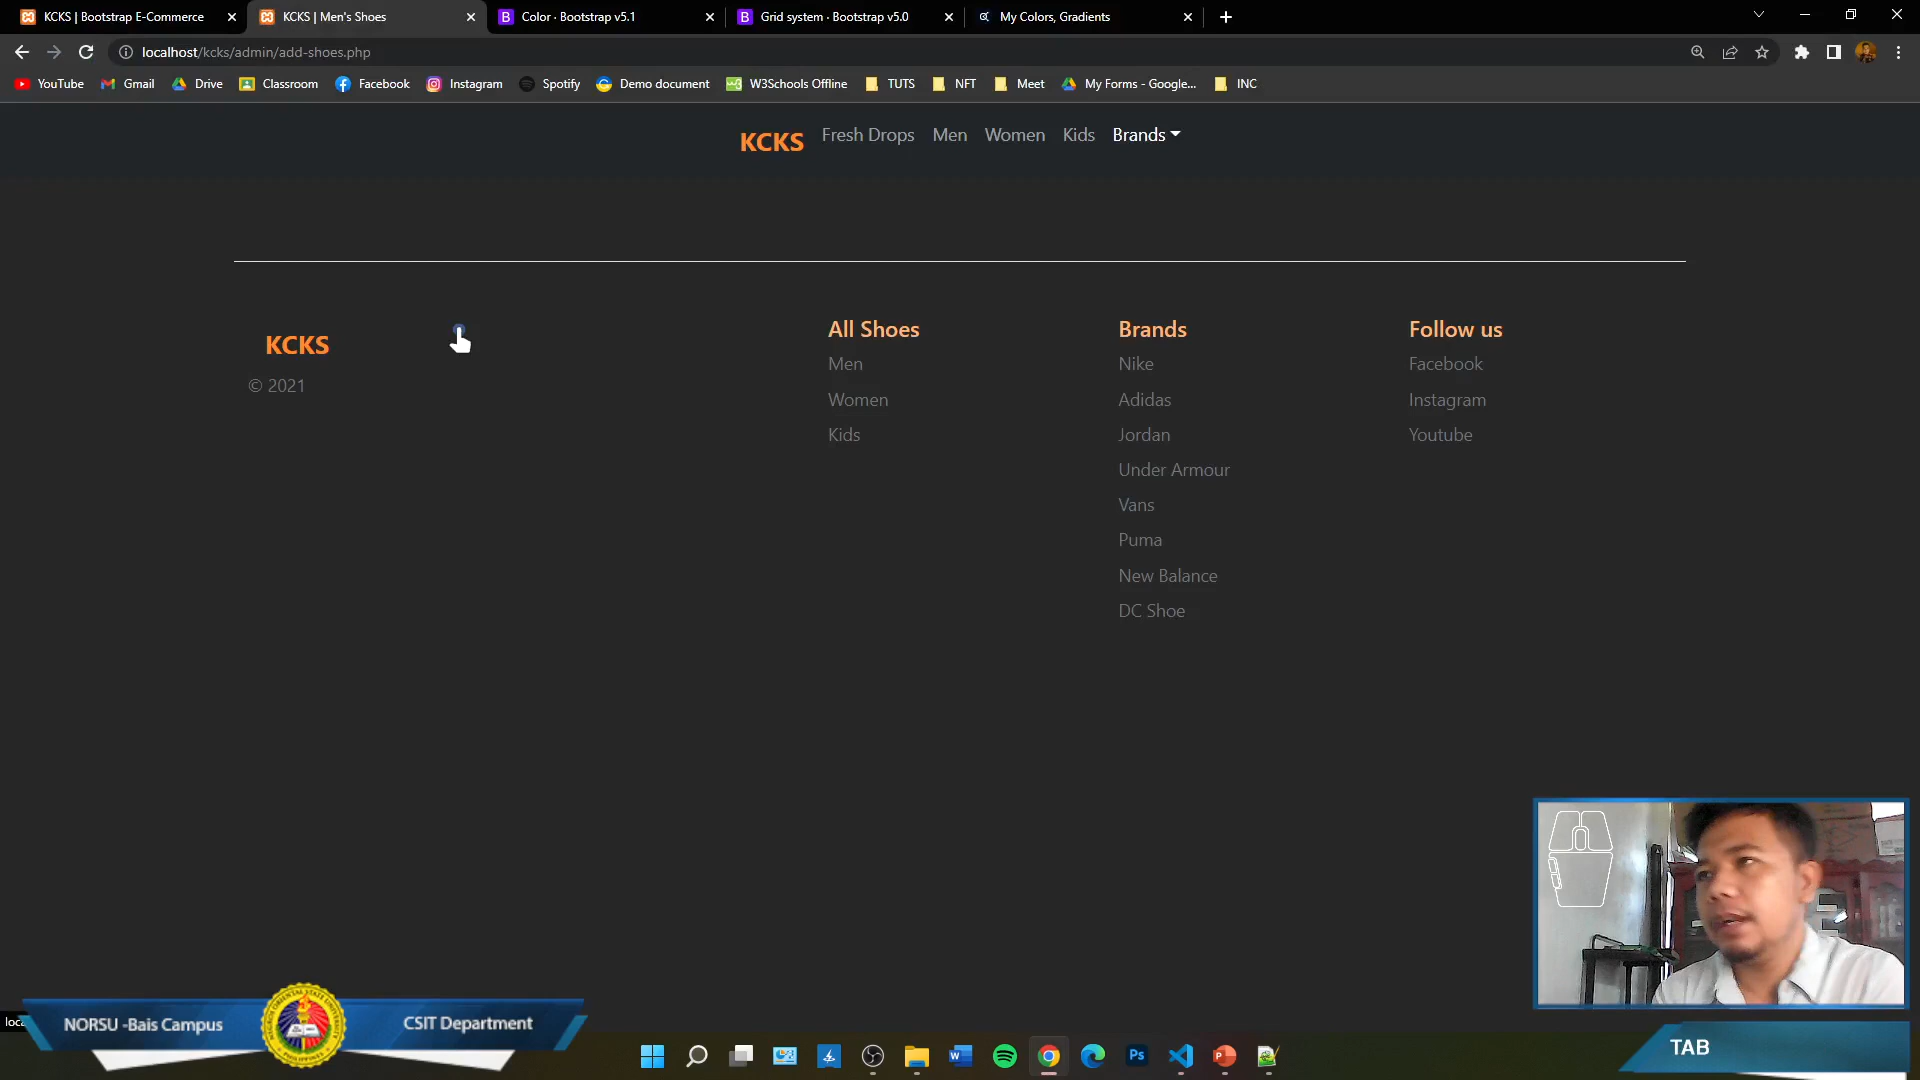 KCKS | Bootstrap E-Commerce
KCKS | Men's Shoes
Color · Bootstrap v5.1
Grid system · Bootstrap v5.0
My Colors, Gradients
localhost/kcks/admin/add-shoes.php
YouTube
Gmail
Drive
Classroom
Facebook
Instagram
Spotify
Demo document
W3Schools Offline
TUTS
NFT
Meet
My Forms - Google...
INC
KCKS
Fresh Drops
Men
Women
Kids
Brands
KCKS
© 2021
All Shoes
Men
Women
Kids
Brands
Nike
Adidas
Jordan
Under Armour
Vans
Puma
New Balance
DC Shoe
Follow us
Facebook
Instagram
Youtube
NORSU -Bais Campus
CSIT Department
TAB